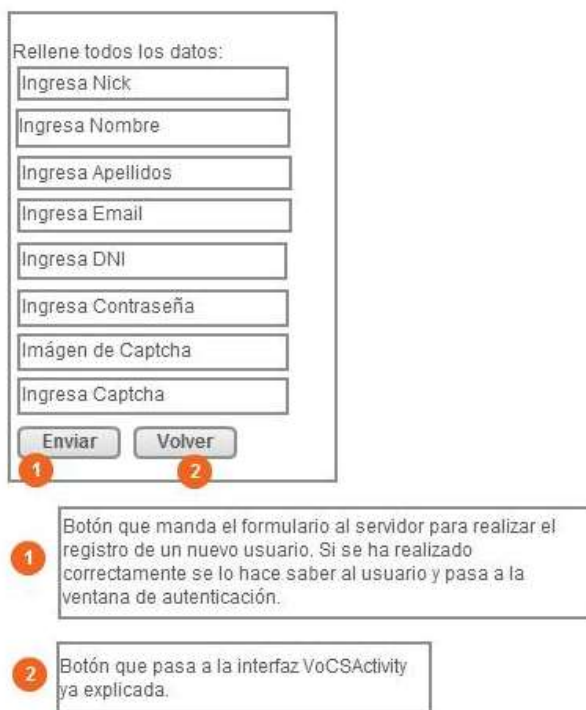 Rellene todos los datos:
Ingresa Nick
Ingresa Nombre
Ingresa Apellidos
Ingresa Email
Ingresa DNI
Ingresa Contraseña
Imágen de Captcha
Ingresa Captcha
Enviar Volver
1 2
1 Botón que manda el formulario al servidor para realizar el
registro de un nuevo usuario. Si se ha realizado
correctamente se lo hace saber al usuario y pasa a la
ventana de autenticación.
2 Botón que pasa a la interfaz VoCSActivity
ya explicada.